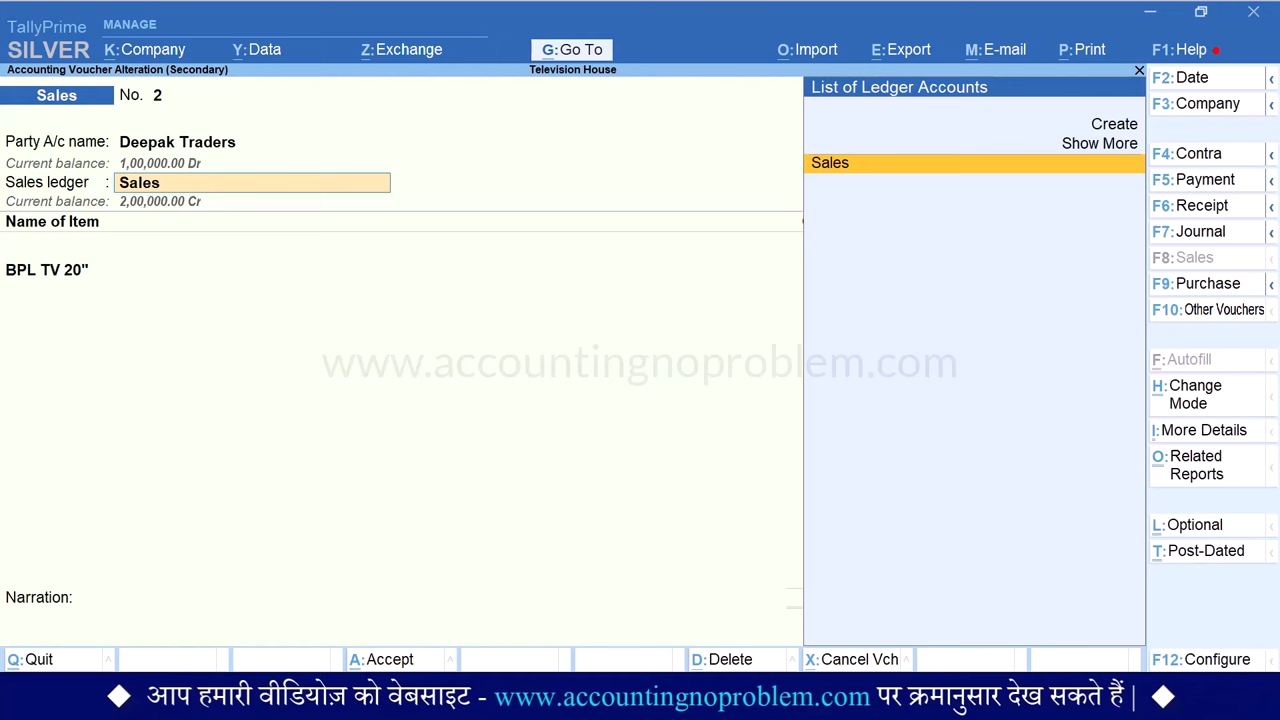 TallyPrime MANAGE
SILVER K:Company Y:Data Z:Exchange G:Go To O:Import E:Export M:E-mail P:Print F1:Help
Accounting Voucher Alteration (Secondary) Television House
Sales No. 2
Party A/c name: Deepak Traders
Current balance: 1,00,000.00 Dr
Sales ledger : Sales
Current balance: 2,00,000.00 Cr
Name of Item
BPL TV 20"
www.accountingnoproblem.com
Narration:
List of Ledger Accounts
Create
Show More
Sales
F2:Date
F3:Company
F4:Contra
F5:Payment
F6:Receipt
F7:Journal
F8:Sales
F9:Purchase
F10:Other Vouchers
F:Autofill
H:Change
Mode
I:More Details
O:Related
Reports
L:Optional
T:Post-Dated
Q:Quit A:Accept D:Delete X:Cancel Vch F12:Configure
आप हमारी वीडियोज़ को वेबसाइट - www.accountingnoproblem.com पर क्रमानुसार देख सकते हैं |